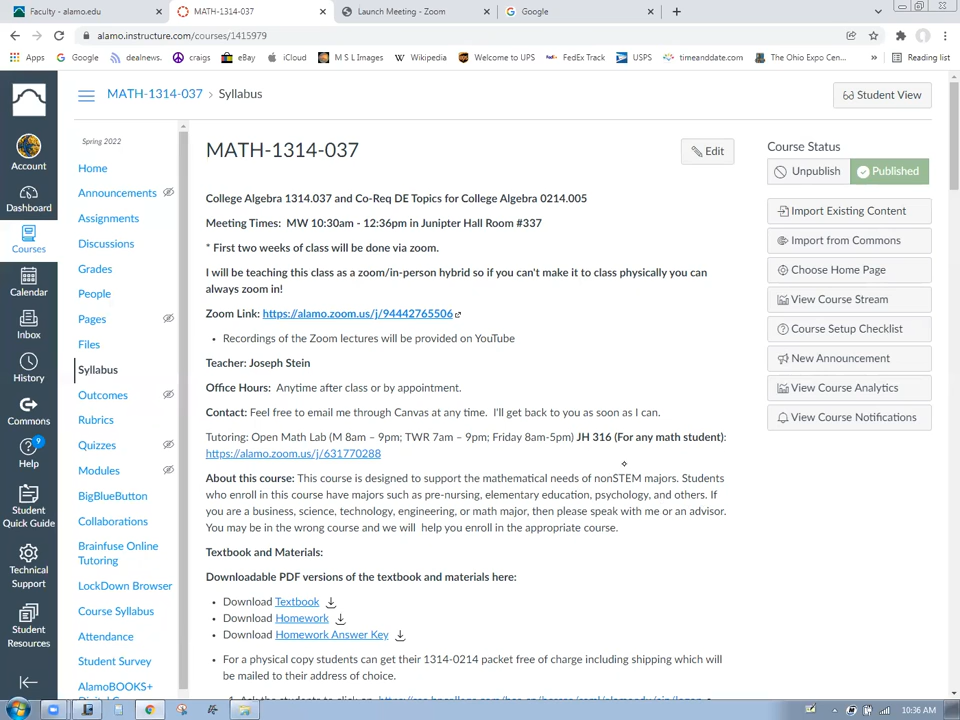 Faculty - alamo.edu
MATH-1314-037
Launch Meeting - Zoom
Google
alamo.instructure.com/courses/1415979
Apps
Google
dealnews.
craigs
eBay
iCloud
M S L Images
Wikipedia
Welcome to UPS
FedEx Track
USPS
timeanddate.com
The Ohio Expo Cen...
»
Reading list
MATH-1314-037 › Syllabus
Student View
Account
Dashboard
Courses
Calendar
Inbox
History
Commons
9
Help
Student
Quick Guide
Technical
Support
Student
Resources
Spring 2022
Home
Announcements
Assignments
Discussions
Grades
People
Pages
Files
Syllabus
Outcomes
Rubrics
Quizzes
Modules
BigBlueButton
Collaborations
Brainfuse Online
Tutoring
LockDown Browser
Course Syllabus
Attendance
Student Survey
AlamoBOOKS+
MATH-1314-037
Edit
College Algebra 1314.037 and Co-Req DE Topics for College Algebra 0214.005
Meeting Times: MW 10:30am - 12:36pm in Junipter Hall Room #337
* First two weeks of class will be done via zoom.
I will be teaching this class as a zoom/in-person hybrid so if you can't make it to class physically you can
always zoom in!
Zoom Link: https://alamo.zoom.us/j/94442765506
• Recordings of the Zoom lectures will be provided on YouTube
Teacher: Joseph Stein
Office Hours: Anytime after class or by appointment.
Contact: Feel free to email me through Canvas at any time. I'll get back to you as soon as I can.
Tutoring: Open Math Lab (M 8am – 9pm; TWR 7am – 9pm; Friday 8am-5pm) JH 316 (For any math student):
https://alamo.zoom.us/j/631770288
About this course: This course is designed to support the mathematical needs of nonSTEM majors. Students
who enroll in this course have majors such as pre-nursing, elementary education, psychology, and others. If
you are a business, science, technology, engineering, or math major, then please speak with me or an advisor.
You may be in the wrong course and we will help you enroll in the appropriate course.
Textbook and Materials:
Downloadable PDF versions of the textbook and materials here:
• Download Textbook
• Download Homework
• Download Homework Answer Key
• For a physical copy students can get their 1314-0214 packet free of charge including shipping which will
be mailed to their address of choice.
Course Status
Unpublish
Published
Import Existing Content
Import from Commons
Choose Home Page
View Course Stream
Course Setup Checklist
New Announcement
View Course Analytics
View Course Notifications
10:36 AM